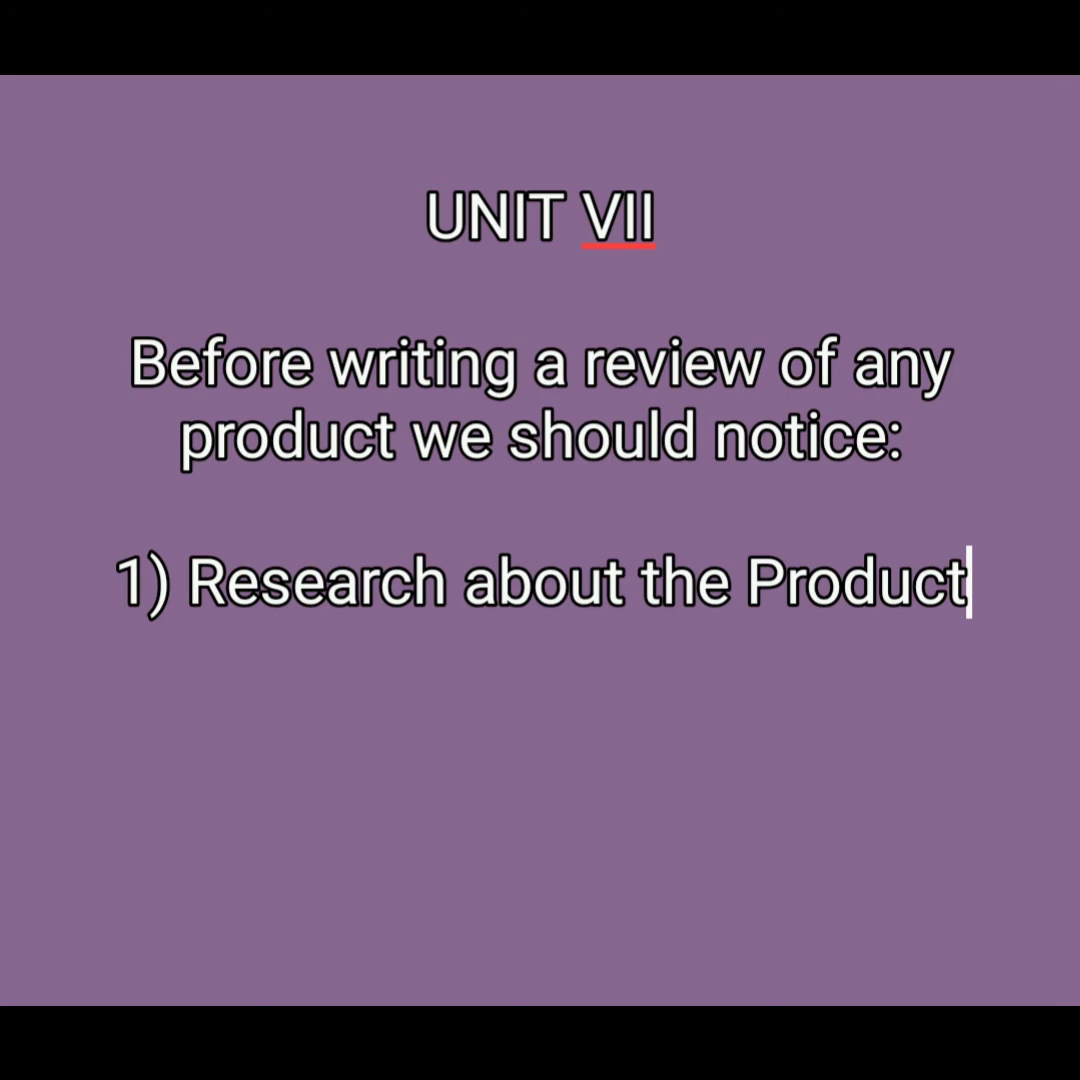 UNIT VII
Before writing a review of any
product we should notice:
1) Research about the Product